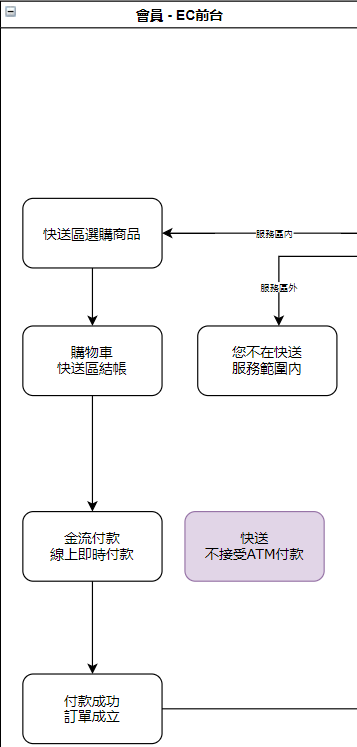 會員 - EC前台
快送區選購商品
服務區內
服務區外
購物車
快送區結帳
您不在快送
服務範圍內
金流付款
線上即時付款
快送
不接受ATM付款
付款成功
訂單成立